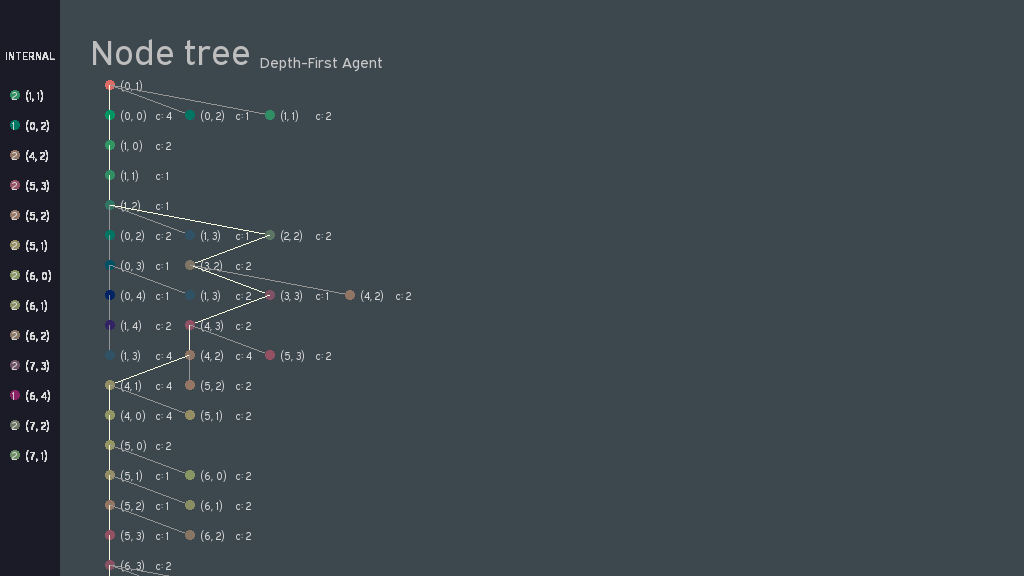 INTERNAL
2 (1, 1)
1 (0, 2)
2 (4, 2)
2 (5, 3)
2 (5, 2)
2 (5, 1)
2 (6, 0)
2 (6, 1)
2 (6, 2)
2 (7, 3)
1 (6, 4)
2 (7, 2)
2 (7, 1)
Node tree Depth-First Agent
(0, 1)
(0, 0) c: 4 (0, 2) c: 1 (1, 1) c: 2
(1, 0) c: 2
(1, 1) c: 1
(1, 2) c: 1
(0, 2) c: 2 (1, 3) c: 1 (2, 2) c: 2
(0, 3) c: 1 (3, 2) c: 2
(0, 4) c: 1 (1, 3) c: 2 (3, 3) c: 1 (4, 2) c: 2
(1, 4) c: 2 (4, 3) c: 2
(1, 3) c: 4 (4, 2) c: 4 (5, 3) c: 2
(4, 1) c: 4 (5, 2) c: 2
(4, 0) c: 4 (5, 1) c: 2
(5, 0) c: 2
(5, 1) c: 1 (6, 0) c: 2
(5, 2) c: 1 (6, 1) c: 2
(5, 3) c: 1 (6, 2) c: 2
(6, 3) c: 2